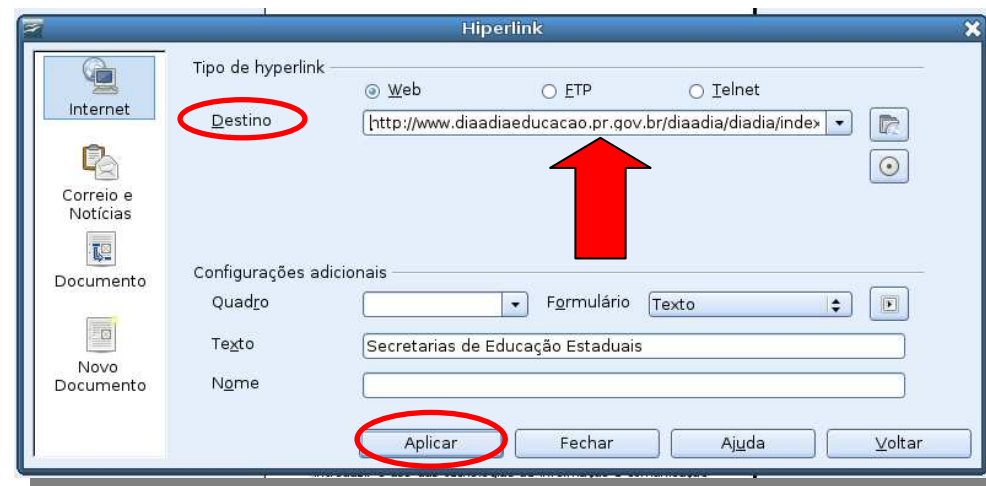 Hiperlink
Internet
Correio e
Notícias
Documento
Novo
Documento
Tipo de hyperlink
Web FTP Telnet
Destino http://www.diaadiaeducacao.pr.gov.br/diaadia/diadia/index
Configurações adicionais
Quadro Formulário Texto
Texto Secretarias de Educação Estaduais
Nome
Aplicar Fechar Ajuda Voltar